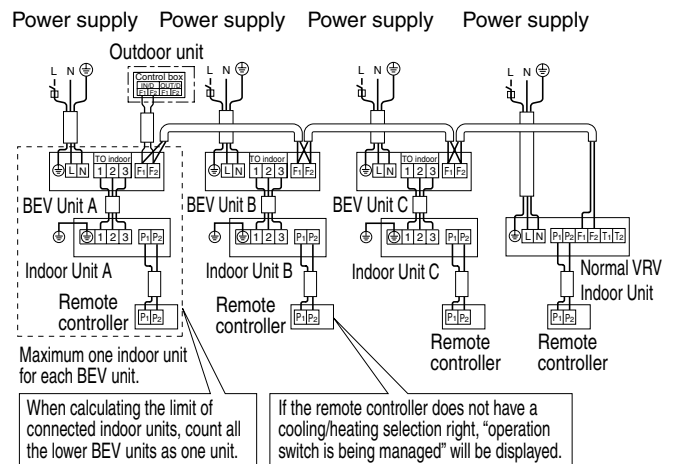 Power supply Power supply Power supply Power supply
Outdoor unit
L N
Control box
IN/D OUT/D
F1 F2 F1 F2
L N
L N
L N
TO indoor
L N 1 2 3 F1 F2
TO indoor
L N 1 2 3 F1 F2
TO indoor
L N 1 2 3 F1 F2
BEV Unit A
BEV Unit B
BEV Unit C
1 2 3 P1 P2
1 2 3 P1 P2
1 2 3 P1 P2
L N P1 P2 F1 F2 T1 T2
Indoor Unit A
Indoor Unit B
Indoor Unit C
Normal VRV
Indoor Unit
Remote
controller
P1 P2
Remote
controller
P1 P2
P1 P2
Remote
controller
P1 P2
Remote
controller
Maximum one indoor unit
for each BEV unit.
When calculating the limit of
connected indoor units, count all
the lower BEV units as one unit.
If the remote controller does not have a
cooling/heating selection right, “operation
switch is being managed” will be displayed.